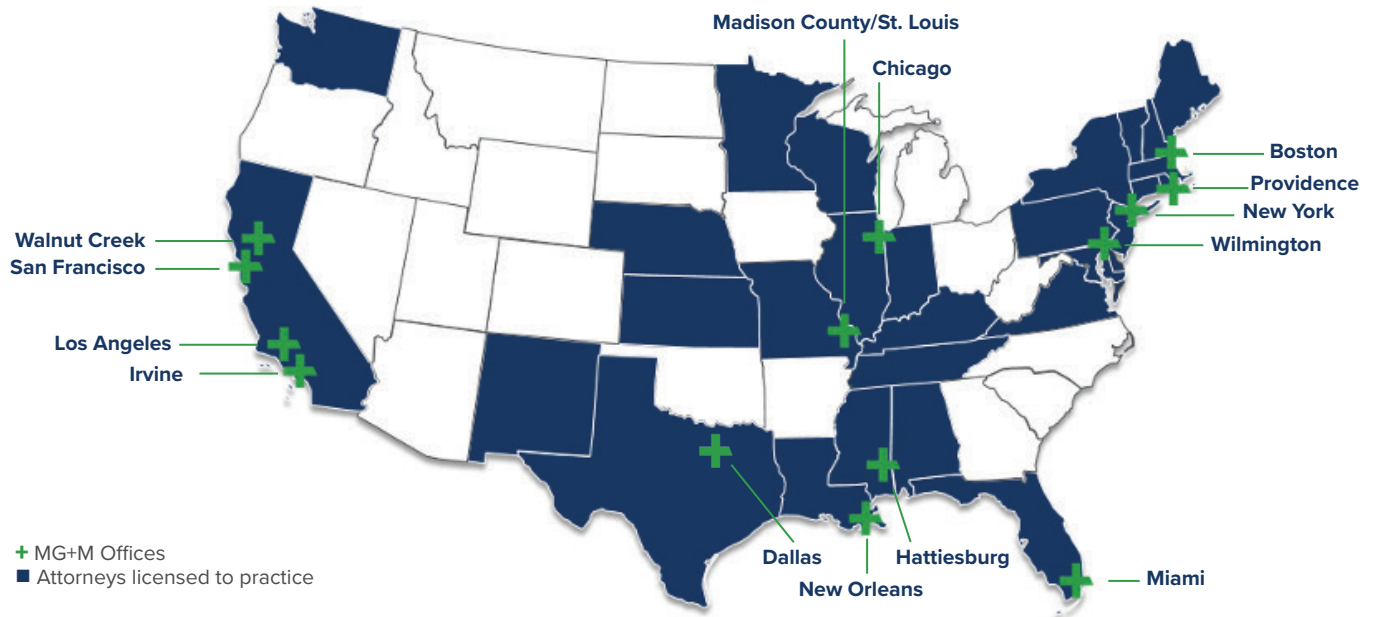 Madison County/St. Louis
Chicago
Boston
Providence
New York
Wilmington
Walnut Creek
San Francisco
Los Angeles
Irvine
Dallas
Hattiesburg
New Orleans
Miami
+ MG+M Offices
■ Attorneys licensed to practice